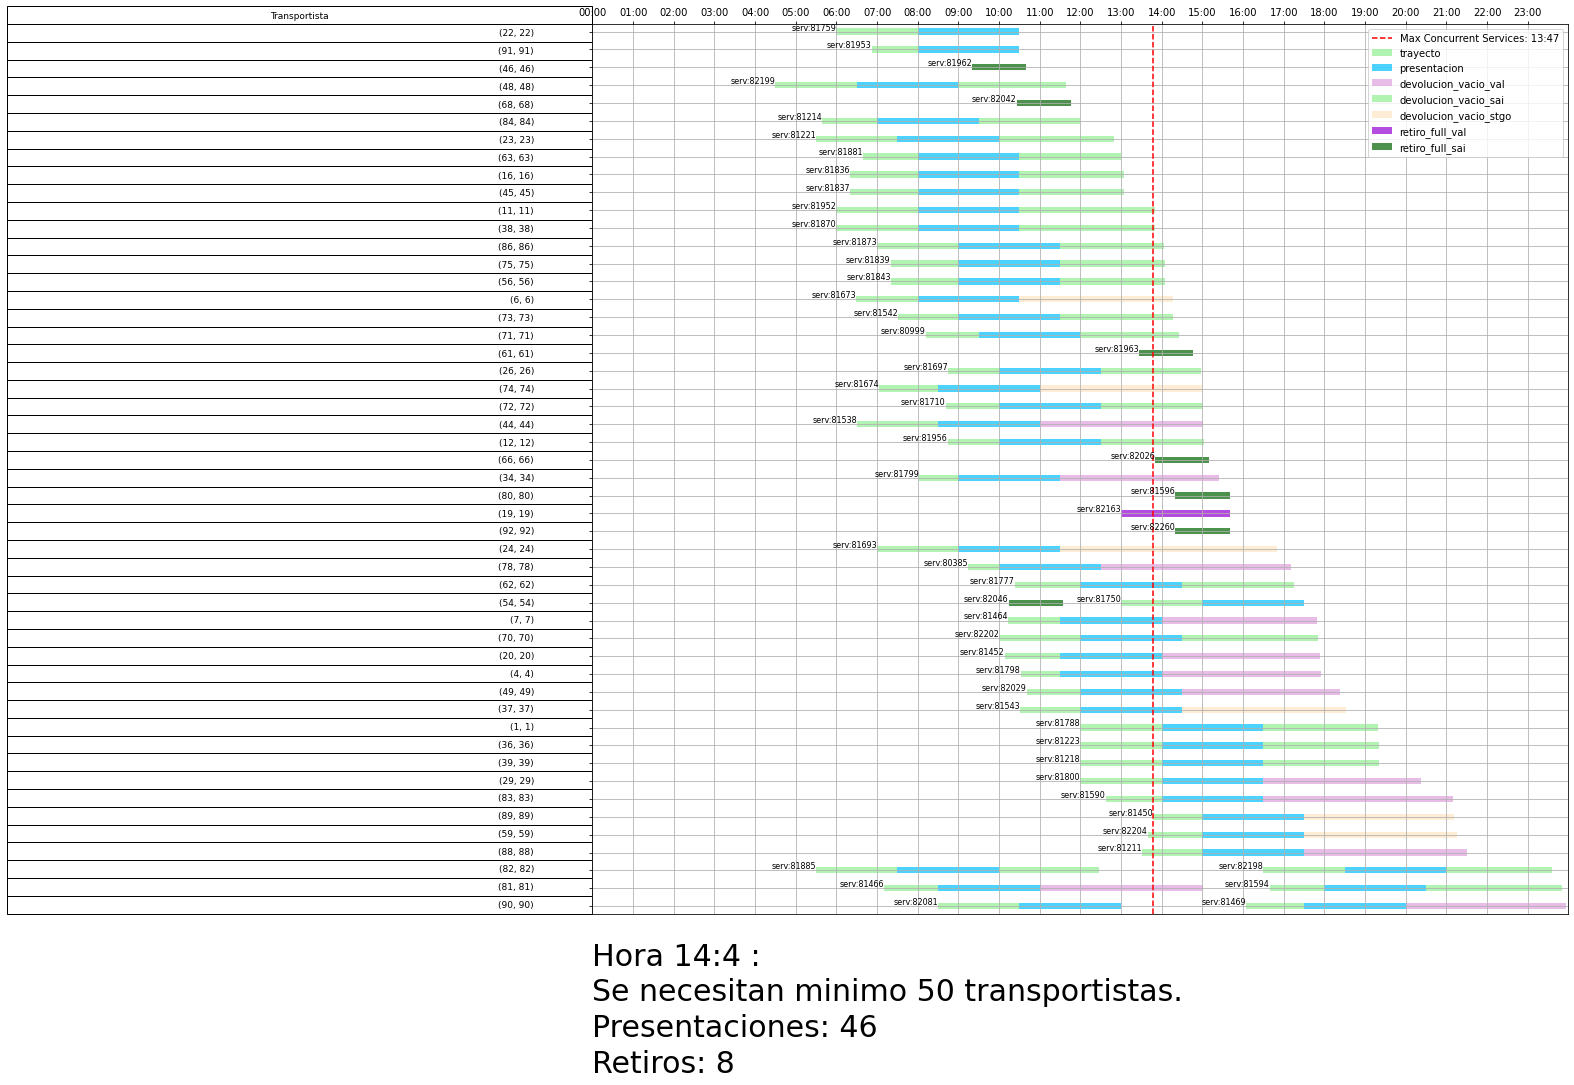 Transportista
00:00 01:00 02:00 03:00 04:00 05:00 06:00 07:00 08:00 09:00 10:00 11:00 12:00 13:00 14:00 15:00 16:00 17:00 18:00 19:00 20:00 21:00 22:00 23:00
Max Concurrent Services: 13:47
trayecto
presentacion
devolucion_vacio_val
devolucion_vacio_sai
devolucion_vacio_stgo
retiro_full_val
retiro_full_sai
(22, 22) serv:81759
(91, 91) serv:81953
(46, 46) serv:81962
(48, 48) serv:82199
(68, 68) serv:82042
(84, 84) serv:81214
(23, 23) serv:81221
(63, 63) serv:81881
(16, 16) serv:81836
(45, 45) serv:81837
(11, 11) serv:81952
(38, 38) serv:81870
(86, 86) serv:81873
(75, 75) serv:81839
(56, 56) serv:81843
(6, 6) serv:81673
(73, 73) serv:81542
(71, 71) serv:80999
(61, 61) serv:81963
(26, 26) serv:81697
(74, 74) serv:81674
(72, 72) serv:81710
(44, 44) serv:81538
(12, 12) serv:81956
(66, 66) serv:82026
(34, 34) serv:81799
(80, 80) serv:81596
(19, 19) serv:82163
(92, 92) serv:82260
(24, 24) serv:81693
(78, 78) serv:80385
(62, 62) serv:81777
(54, 54) serv:82046 serv:81750
(7, 7) serv:81464
(70, 70) serv:82202
(20, 20) serv:81452
(4, 4) serv:81798
(49, 49) serv:82029
(37, 37) serv:81543
(1, 1) serv:81788
(36, 36) serv:81223
(39, 39) serv:81218
(29, 29) serv:81800
(83, 83) serv:81590
(89, 89) serv:81450
(59, 59) serv:82204
(88, 88) serv:81211
(82, 82) serv:81885 serv:82198
(81, 81) serv:81466 serv:81594
(90, 90) serv:82081 serv:81469
Hora 14:4 :
Se necesitan minimo 50 transportistas.
Presentaciones: 46
Retiros: 8